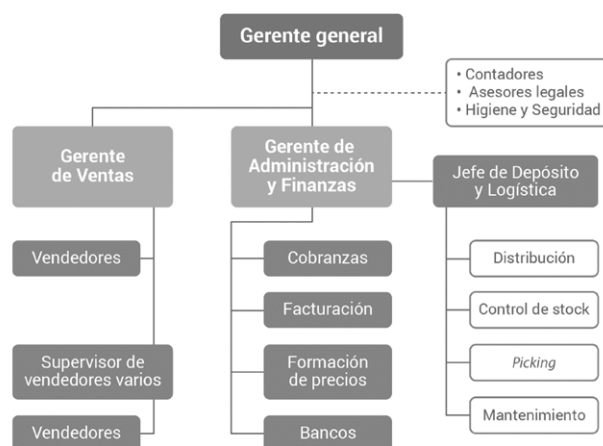 Gerente general
• Contadores
• Asesores legales
• Higiene y Seguridad
Gerente
de Ventas
Gerente de
Administración
y Finanzas
Jefe de Depósito
y Logística
Vendedores
Supervisor de
vendedores varios
Vendedores
Cobranzas
Facturación
Formación
de precios
Bancos
Distribución
Control de stock
Picking
Mantenimiento